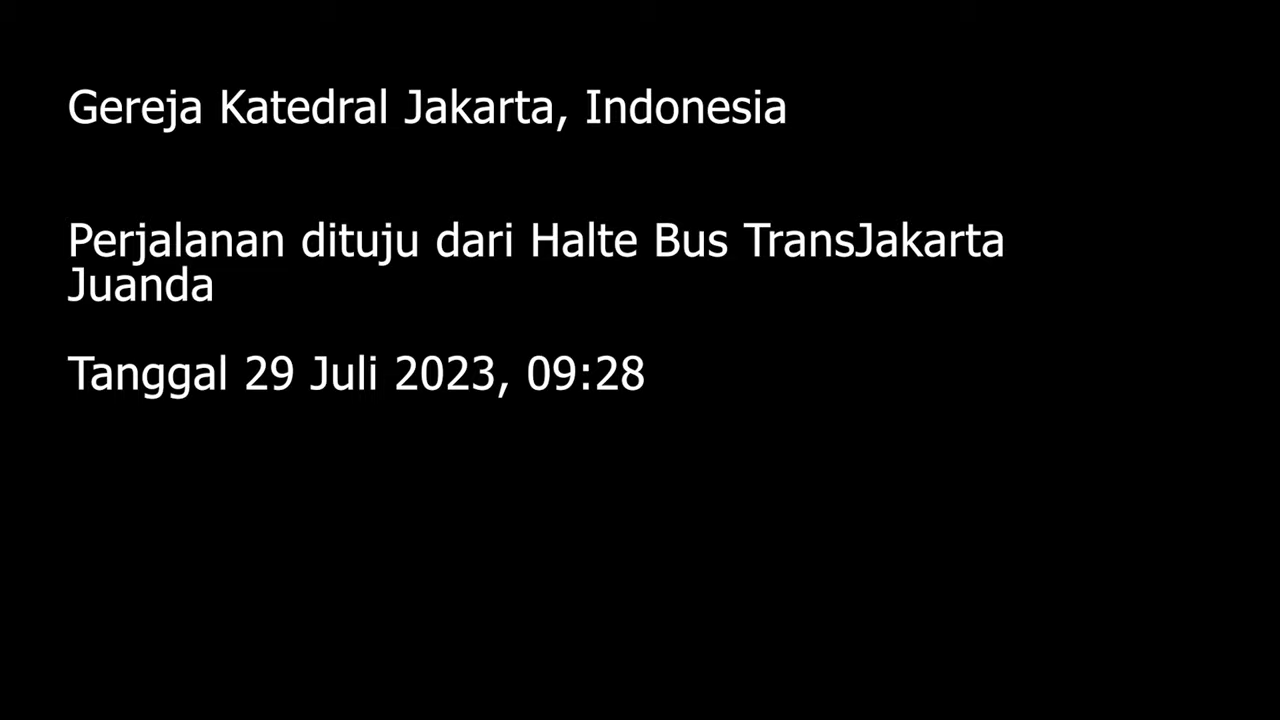 Gereja Katedral Jakarta, Indonesia
Perjalanan dituju dari Halte Bus TransJakarta
Juanda
Tanggal 29 Juli 2023, 09:28